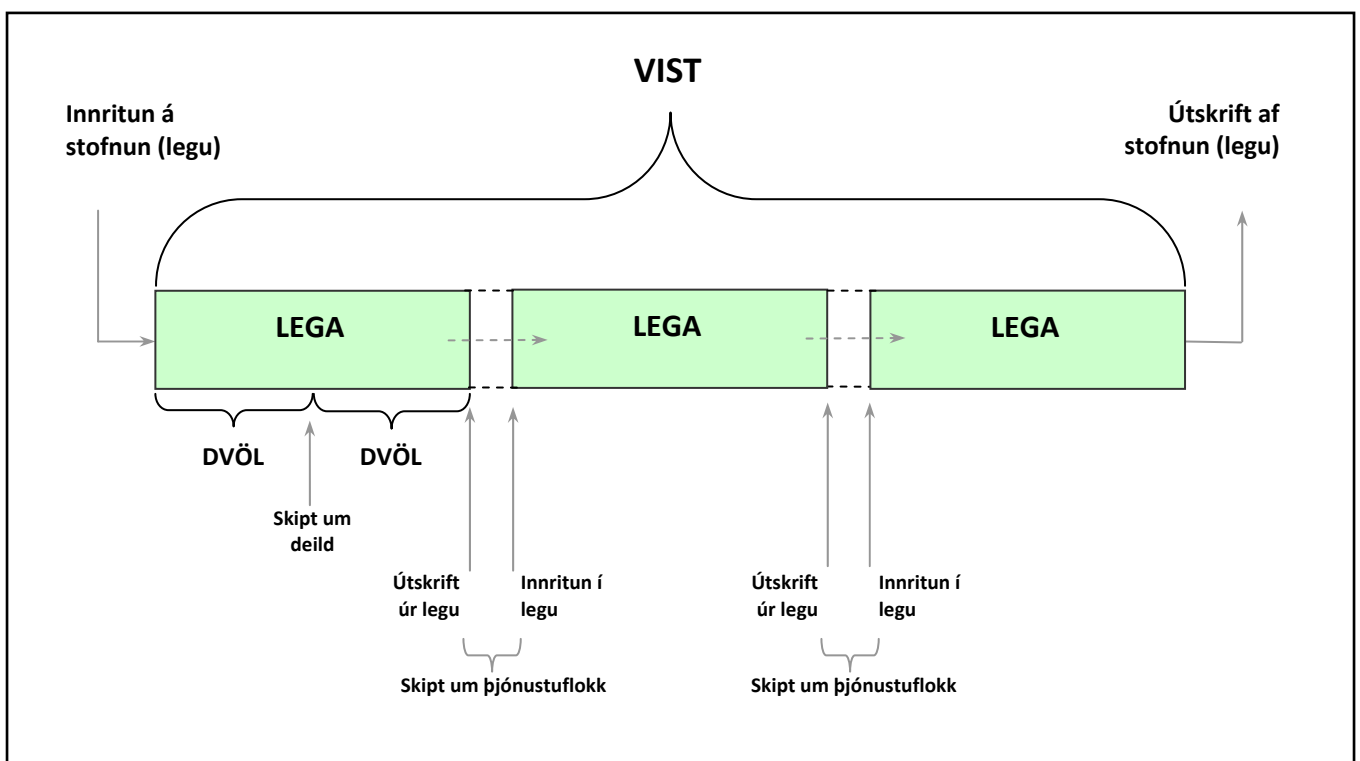 VIST
Innritun á
stofnun (legu)
Útskrift af
stofnun (legu)
LEGA
LEGA
LEGA
DVÖL
DVÖL
Skipt um
deild
Útskrift
úr legu
Innritun í
legu
Útskrift
úr legu
Innritun í
legu
Skipt um þjónustuflokk
Skipt um þjónustuflokk